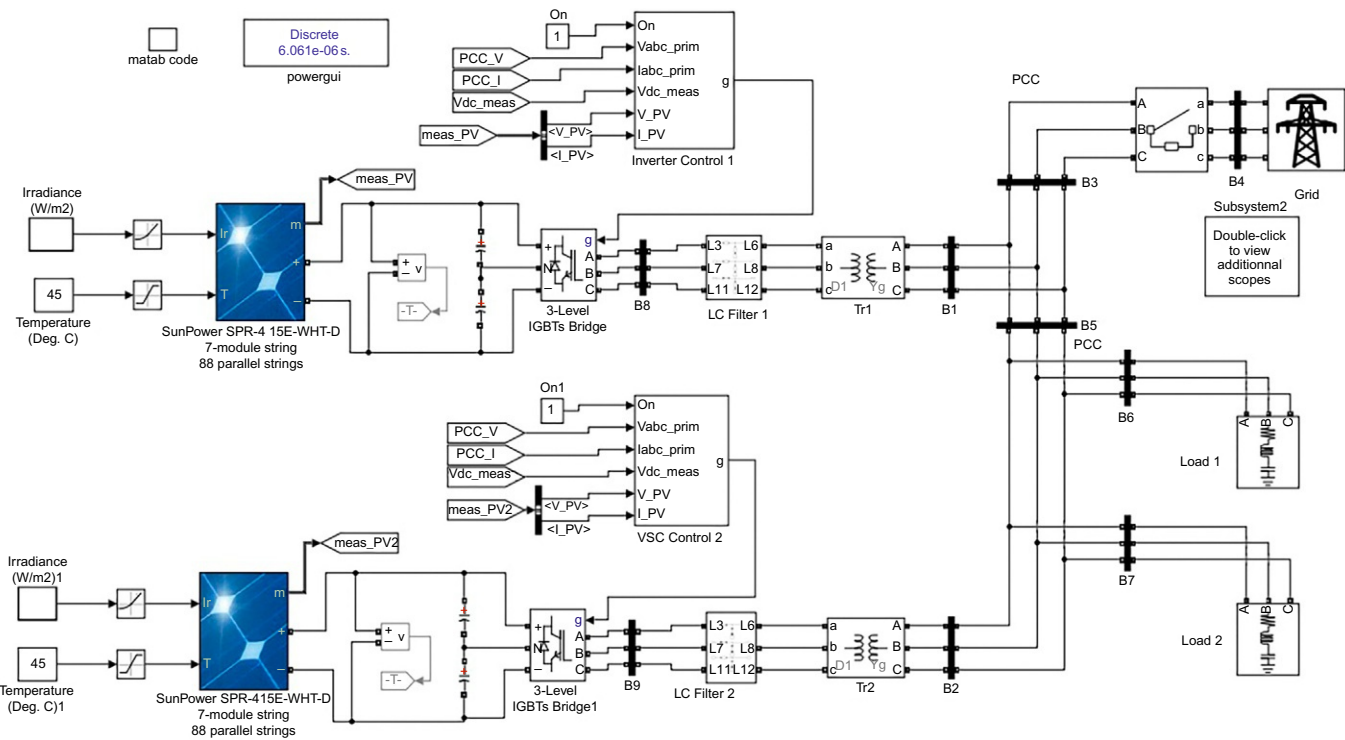 matab code
Discrete
6.061e-06 s.
powergui
On
1
PCC_V
PCC_I
Vdc_meas
meas_PV
<V_PV>
<I_PV>
On
Vabc_prim
Iabc_prim
Vdc_meas
V_PV
I_PV
g
Inverter Control 1
PCC
A
B
C
a
b
c
B3
B4
Grid
Subsystem2
Double-click
to view
additionnal
scopes
Irradiance
(W/m2)
45
Temperature
(Deg. C)
Ir
T
m
+
−
meas_PV
SunPower SPR-4 15E-WHT-D
7-module string
88 parallel strings
+
−
v
-T-
+
N
−
g
A
B
C
3-Level
IGBTs Bridge
B8
L3 L6
L7 L8
L11 L12
LC Filter 1
a
b
c
D1 Yg
A
B
C
Tr1
B1
B5
PCC
B6
A B C
Load 1
B7
A B C
Load 2
On1
1
PCC_V
PCC_I
Vdc_meas
meas_PV2
<V_PV>
<I_PV>
On
Vabc_prim
Iabc_prim
Vdc_meas
V_PV
I_PV
g
VSC Control 2
Irradiance
(W/m2)1
45
Temperature
(Deg. C)1
Ir
T
m
+
−
meas_PV2
SunPower SPR-415E-WHT-D
7-module string
88 parallel strings
+
−
v
-T-
+
N
−
g
A
B
C
3-Level
IGBTs Bridge1
B9
L3 L6
L7 L8
L11 L12
LC Filter 2
a
b
c
D1 Yg
A
B
C
Tr2
B2